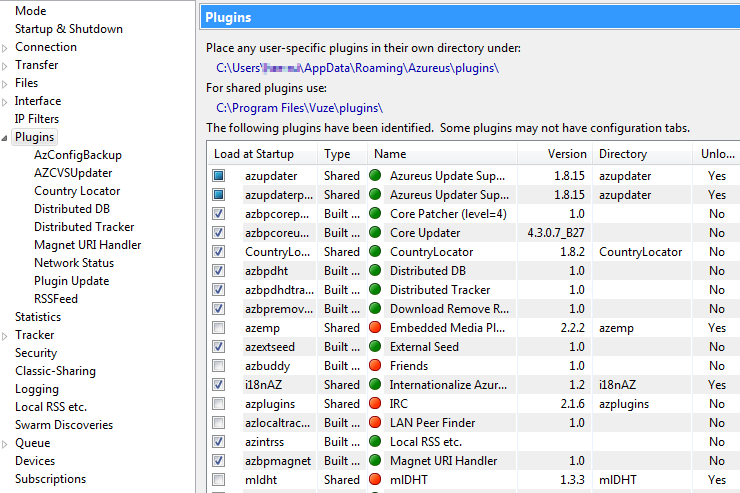 Mode
Startup & Shutdown
Connection
Transfer
Files
Interface
IP Filters
Plugins
AzConfigBackup
AZCVSUpdater
Country Locator
Distributed DB
Distributed Tracker
Magnet URI Handler
Network Status
Plugin Update
RSSFeed
Statistics
Tracker
Security
Classic-Sharing
Logging
Local RSS etc.
Swarm Discoveries
Queue
Devices
Subscriptions
Plugins
Place any user-specific plugins in their own directory under:
C:\Users\ \AppData\Roaming\Azureus\plugins\
For shared plugins use:
C:\Program Files\Vuze\plugins\
The following plugins have been identified. Some plugins may not have configuration tabs.
Load at Startup Type Name Version Directory Unlo...
azupdater Shared Azureus Update Sup... 1.8.15 azupdater Yes
azupdaterp... Shared Azureus Updater Sup... 1.8.15 azupdater Yes
azbpcorep... Built ... Core Patcher (level=4) 1.0 No
azbpcoreu... Built ... Core Updater 4.3.0.7_B27 No
CountryLo... Shared CountryLocator 1.8.2 CountryLocator No
azbpdht Built ... Distributed DB 1.0 No
azbpdhdtra... Built ... Distributed Tracker 1.0 No
azbpremov... Built ... Download Remove R... 1.0 No
azemp Shared Embedded Media Pl... 2.2.2 azemp Yes
azextseed Built ... External Seed 1.0 No
azbuddy Built ... Friends No
i18nAZ Shared Internationalize Azur... 1.2 i18nAZ Yes
azplugins Shared IRC 2.1.6 azplugins No
azlocaltrac... Built ... LAN Peer Finder 1.0 No
azintrss Built ... Local RSS etc. No
azbpmagnet Built ... Magnet URI Handler 1.0 No
mldht Shared mlDHT 1.3.3 mlDHT Yes